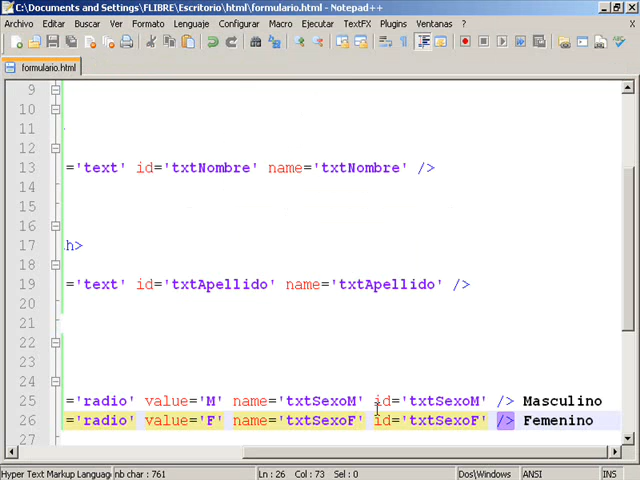 C:\Documents and Settings\FLIBRE\Escritorio\html\formulario.html - Notepad++
Archivo Editar Buscar Ver Formato Lenguaje Configurar Macro Ejecutar TextFX Plugins Ventanas ? X
formulario.html
9
10
11
12
13 ='text' id='txtNombre' name='txtNombre' />
14
15
16
17 h>
18
19 ='text' id='txtApellido' name='txtApellido' />
20
21
22
23
24
25 ='radio' value='M' name='txtSexoM' id='txtSexoM' /> Masculino
26 ='radio' value='F' name='txtSexoF' id='txtSexoF' /> Femenino
27
Hyper Text Markup Language nb char : 761 Ln : 26 Col : 73 Sel : 0 Dos\Windows ANSI INS